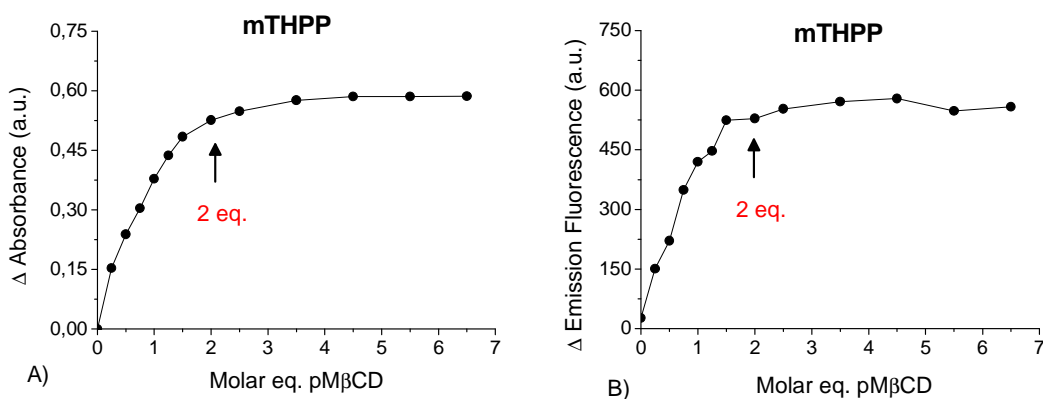 mTHPP
Δ Absorbance (a.u.)
0,75
0,60
0,45
0,30
0,15
0,00
2 eq.
0 1 2 3 4 5 6 7
Molar eq. pMβCD
A)
mTHPP
Δ Emission Fluorescence (a.u.)
750
600
450
300
150
0
2 eq.
0 1 2 3 4 5 6 7
Molar eq. pMβCD
B)